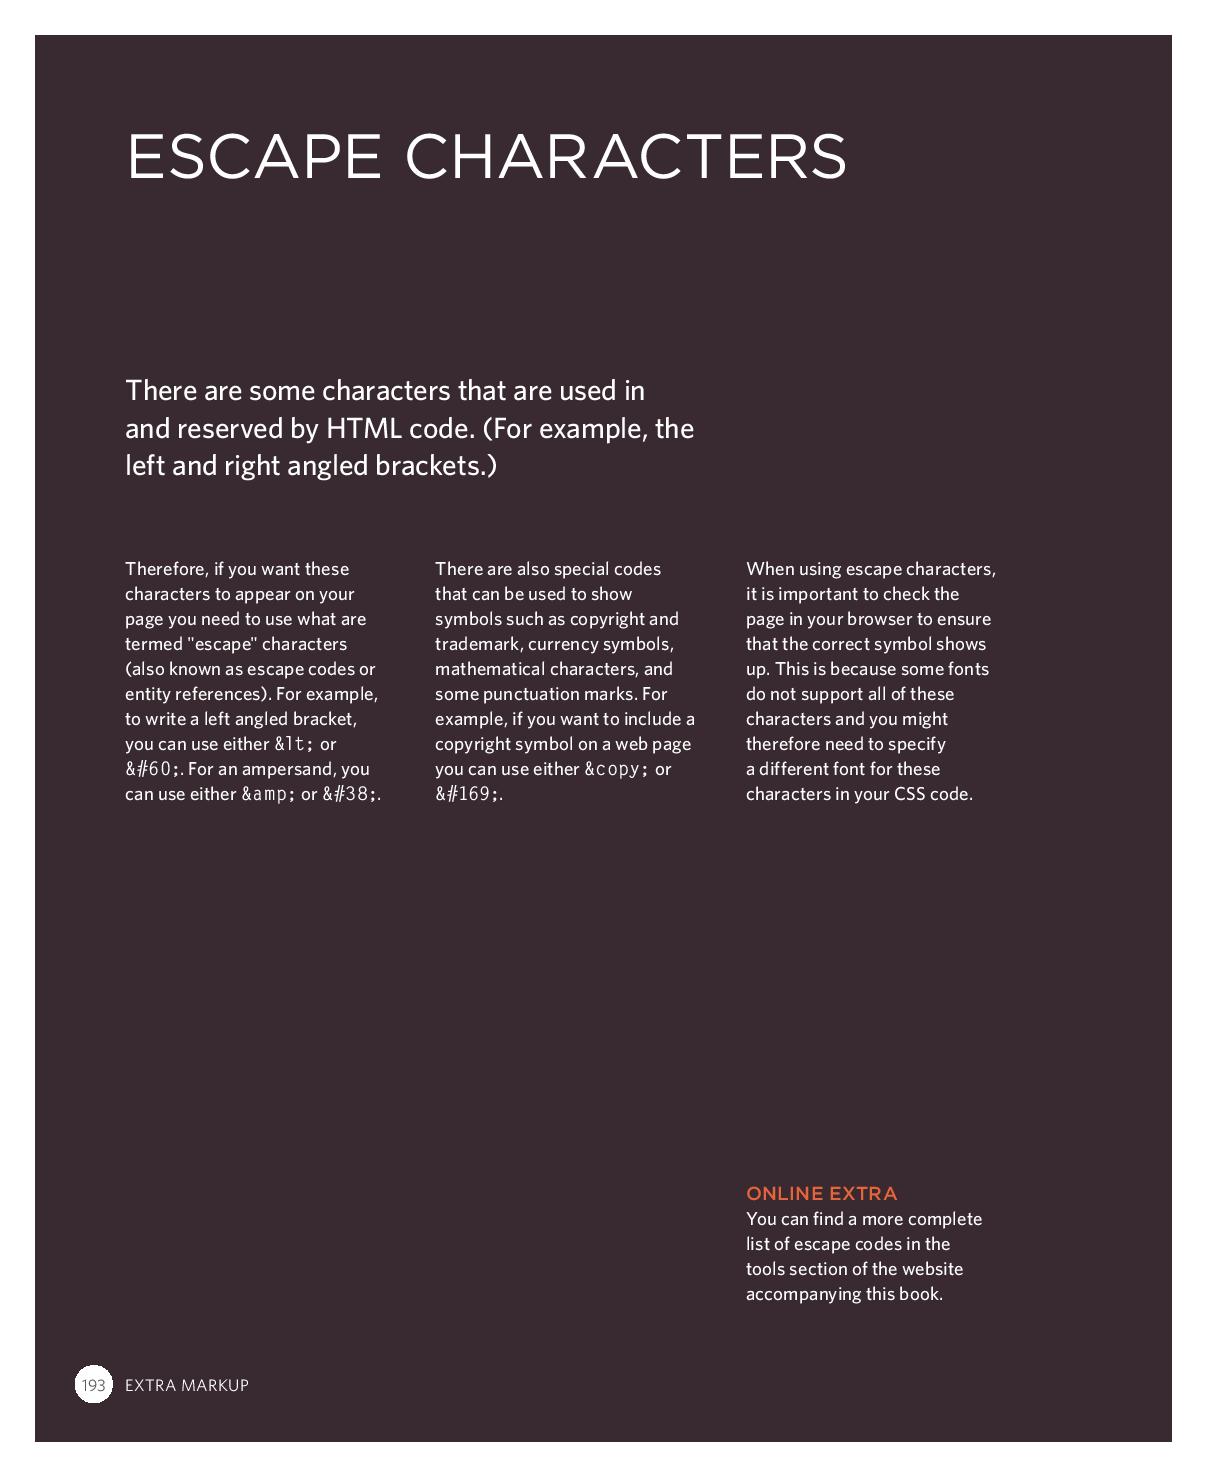 ESCAPE CHARACTERS
There are some characters that are used in
and reserved by HTML code. (For example, the
left and right angled brackets.)
Therefore, if you want these
characters to appear on your
page you need to use what are
termed "escape" characters
(also known as escape codes or
entity references). For example,
to write a left angled bracket,
you can use either &lt; or
&#60;. For an ampersand, you
can use either &amp; or &#38;.
There are also special codes
that can be used to show
symbols such as copyright and
trademark, currency symbols,
mathematical characters, and
some punctuation marks. For
example, if you want to include a
copyright symbol on a web page
you can use either &copy; or
&#169;.
When using escape characters,
it is important to check the
page in your browser to ensure
that the correct symbol shows
up. This is because some fonts
do not support all of these
characters and you might
therefore need to specify
a different font for these
characters in your CSS code.
ONLINE EXTRA
You can find a more complete
list of escape codes in the
tools section of the website
accompanying this book.
193 EXTRA MARKUP